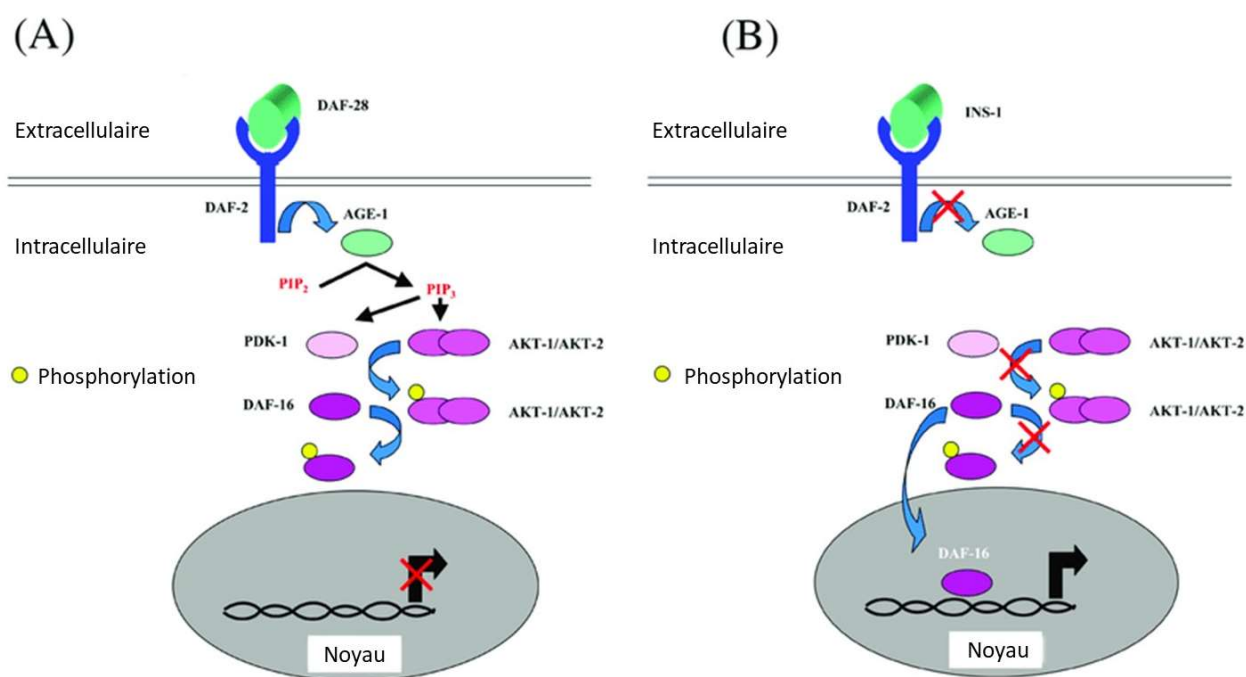 (A)
DAF-28
Extracellulaire
DAF-2
AGE-1
Intracellulaire
PIP2
PIP3
PDK-1
AKT-1/AKT-2
Phosphorylation
DAF-16
AKT-1/AKT-2
Noyau
(B)
INS-1
Extracellulaire
DAF-2
AGE-1
Intracellulaire
PDK-1
AKT-1/AKT-2
Phosphorylation
DAF-16
AKT-1/AKT-2
DAF-16
Noyau